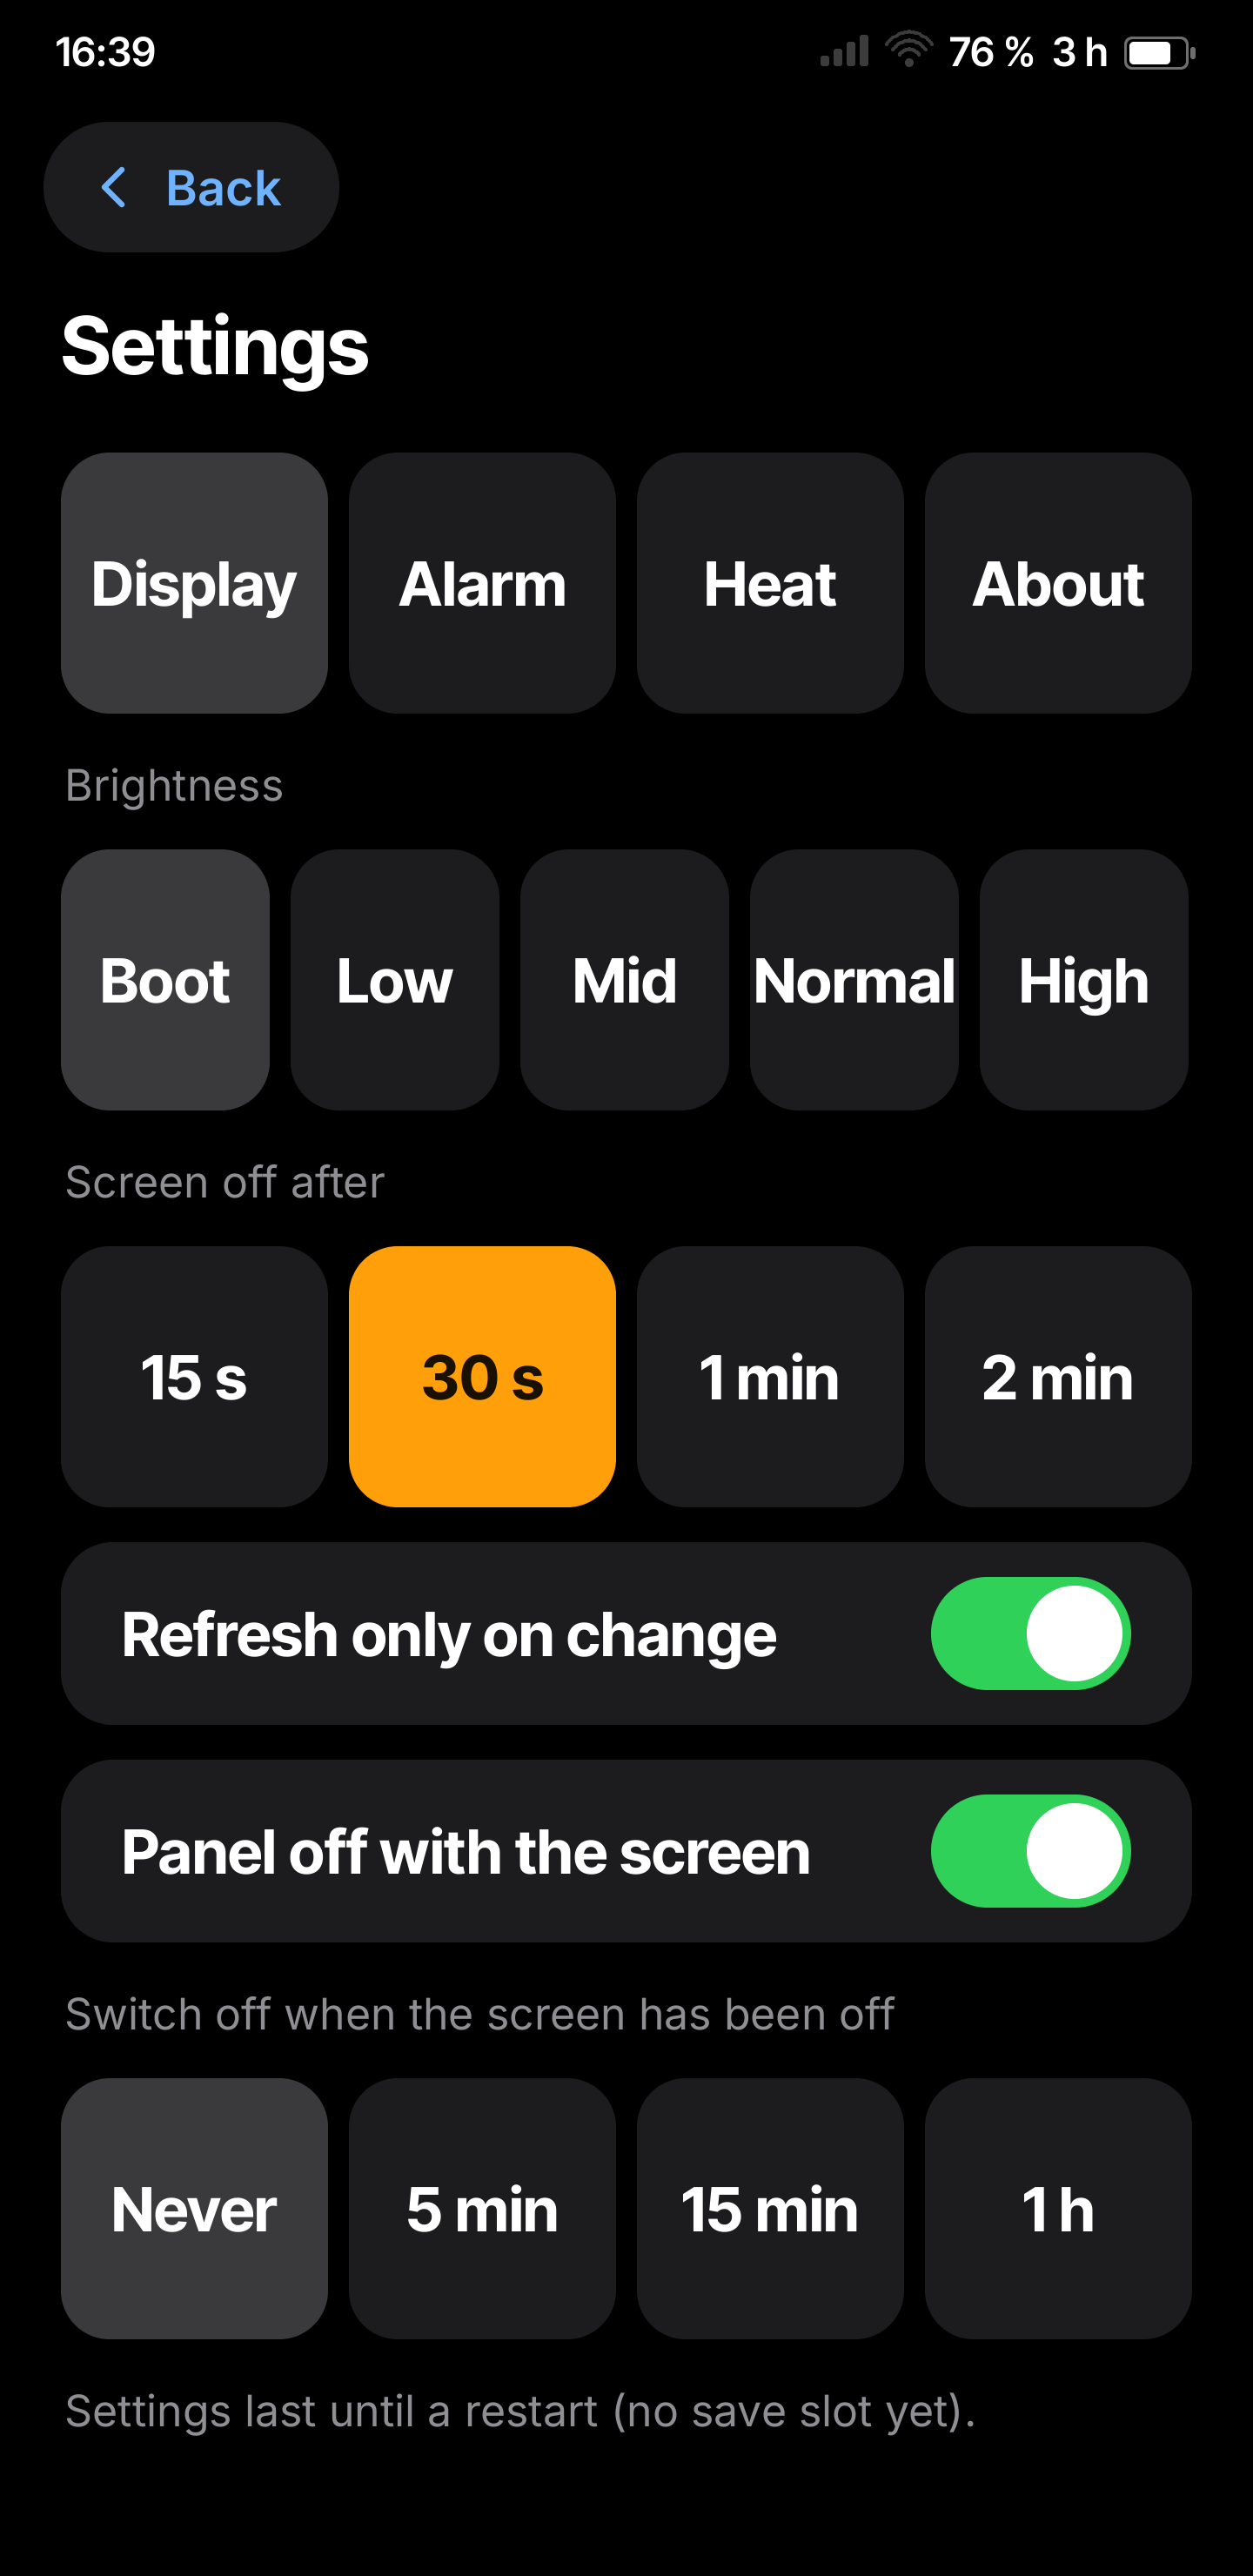 16:39 76 % 3 h
Back
Settings
Display Alarm Heat About
Brightness
Boot Low Mid Normal High
Screen off after
15 s 30 s 1 min 2 min
Refresh only on change
Panel off with the screen
Switch off when the screen has been off
Never 5 min 15 min 1 h
Settings last until a restart (no save slot yet).